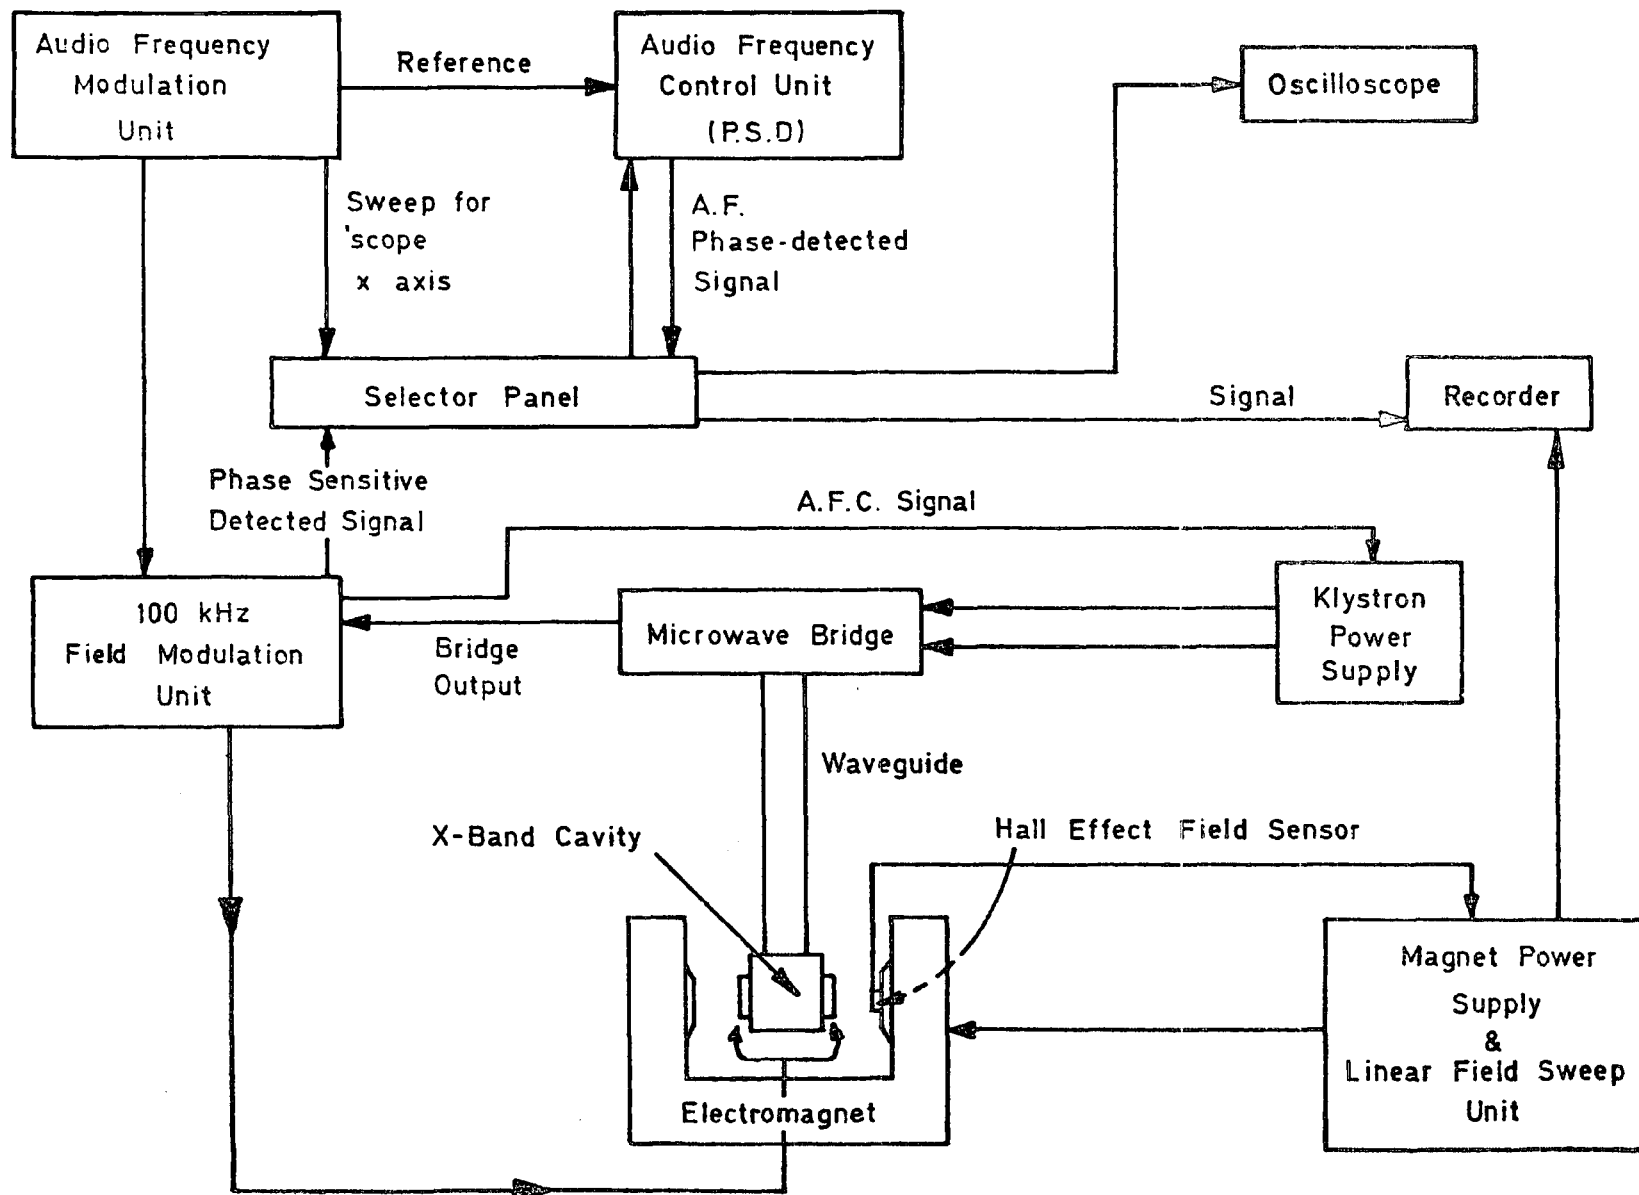 Audio Frequency
Modulation
Unit
Reference
Audio Frequency
Control Unit
(P.S.D)
Oscilloscope
Sweep for
'scope
x axis
A.F.
Phase-detected
Signal
Selector Panel
Signal
Recorder
Phase Sensitive
Detected Signal
A.F.C. Signal
100 kHz
Field Modulation
Unit
Bridge
Output
Microwave Bridge
Klystron
Power
Supply
Waveguide
X-Band Cavity
Hall Effect Field Sensor
Electromagnet
Magnet Power
Supply
&
Linear Field Sweep
Unit